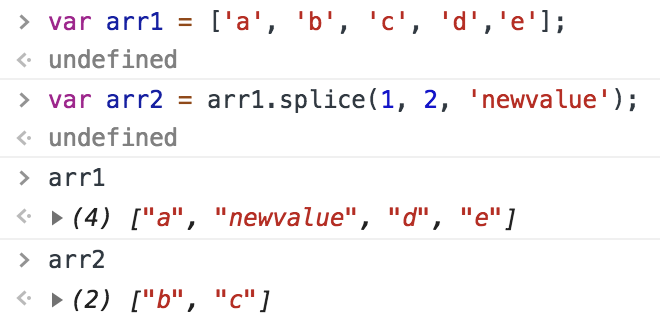 > var arr1 = ['a', 'b', 'c', 'd','e'];
< undefined
> var arr2 = arr1.splice(1, 2, 'newvalue');
< undefined
> arr1
< ▶ (4) ["a", "newvalue", "d", "e"]
> arr2
< ▶ (2) ["b", "c"]